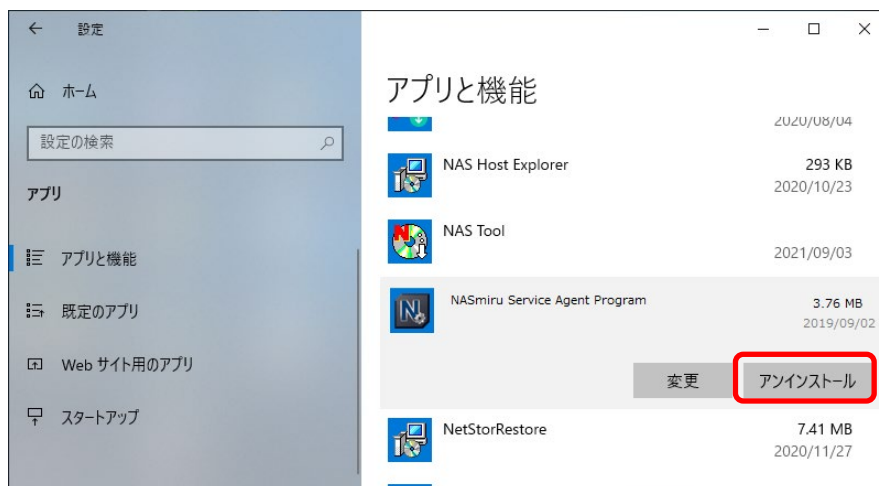 設定
ホーム
設定の検索
アプリ
アプリと機能
既定のアプリ
Web サイト用のアプリ
スタートアップ
アプリと機能
2020/08/04
NAS Host Explorer
293 KB
2020/10/23
NAS Tool
2021/09/03
NASmiru Service Agent Program
3.76 MB
2019/09/02
変更
アンインストール
NetStorRestore
7.41 MB
2020/11/27